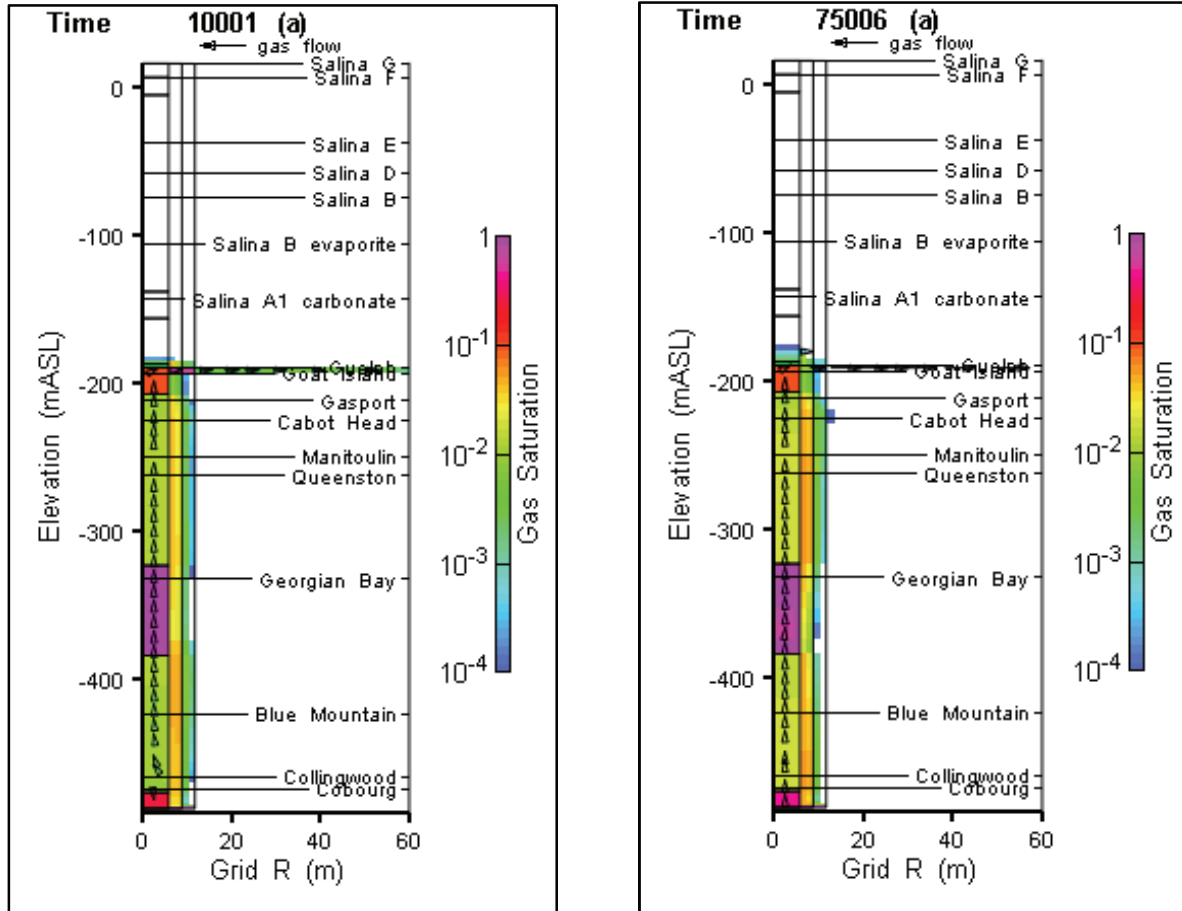 Time 10001 (a)
gas flow
Salina G
Salina F
Salina E
Salina D
Salina B
Salina B evaporite
Salina A1 carbonate
Guelph
Goat Island
Gasport
Cabot Head
Manitoulin
Queenston
Georgian Bay
Blue Mountain
Collingwood
Cobourg
0
-100
-200
-300
-400
Elevation (mASL)
0 20 40 60
Grid R (m)
1
10-1
10-2
10-3
10-4
Gas Saturation
Time 75006 (a)
gas flow
Salina G
Salina F
Salina E
Salina D
Salina B
Salina B evaporite
Salina A1 carbonate
Guelph
Goat Island
Gasport
Cabot Head
Manitoulin
Queenston
Georgian Bay
Blue Mountain
Collingwood
Cobourg
0
-100
-200
-300
-400
Elevation (mASL)
0 20 40 60
Grid R (m)
1
10-1
10-2
10-3
10-4
Gas Saturation